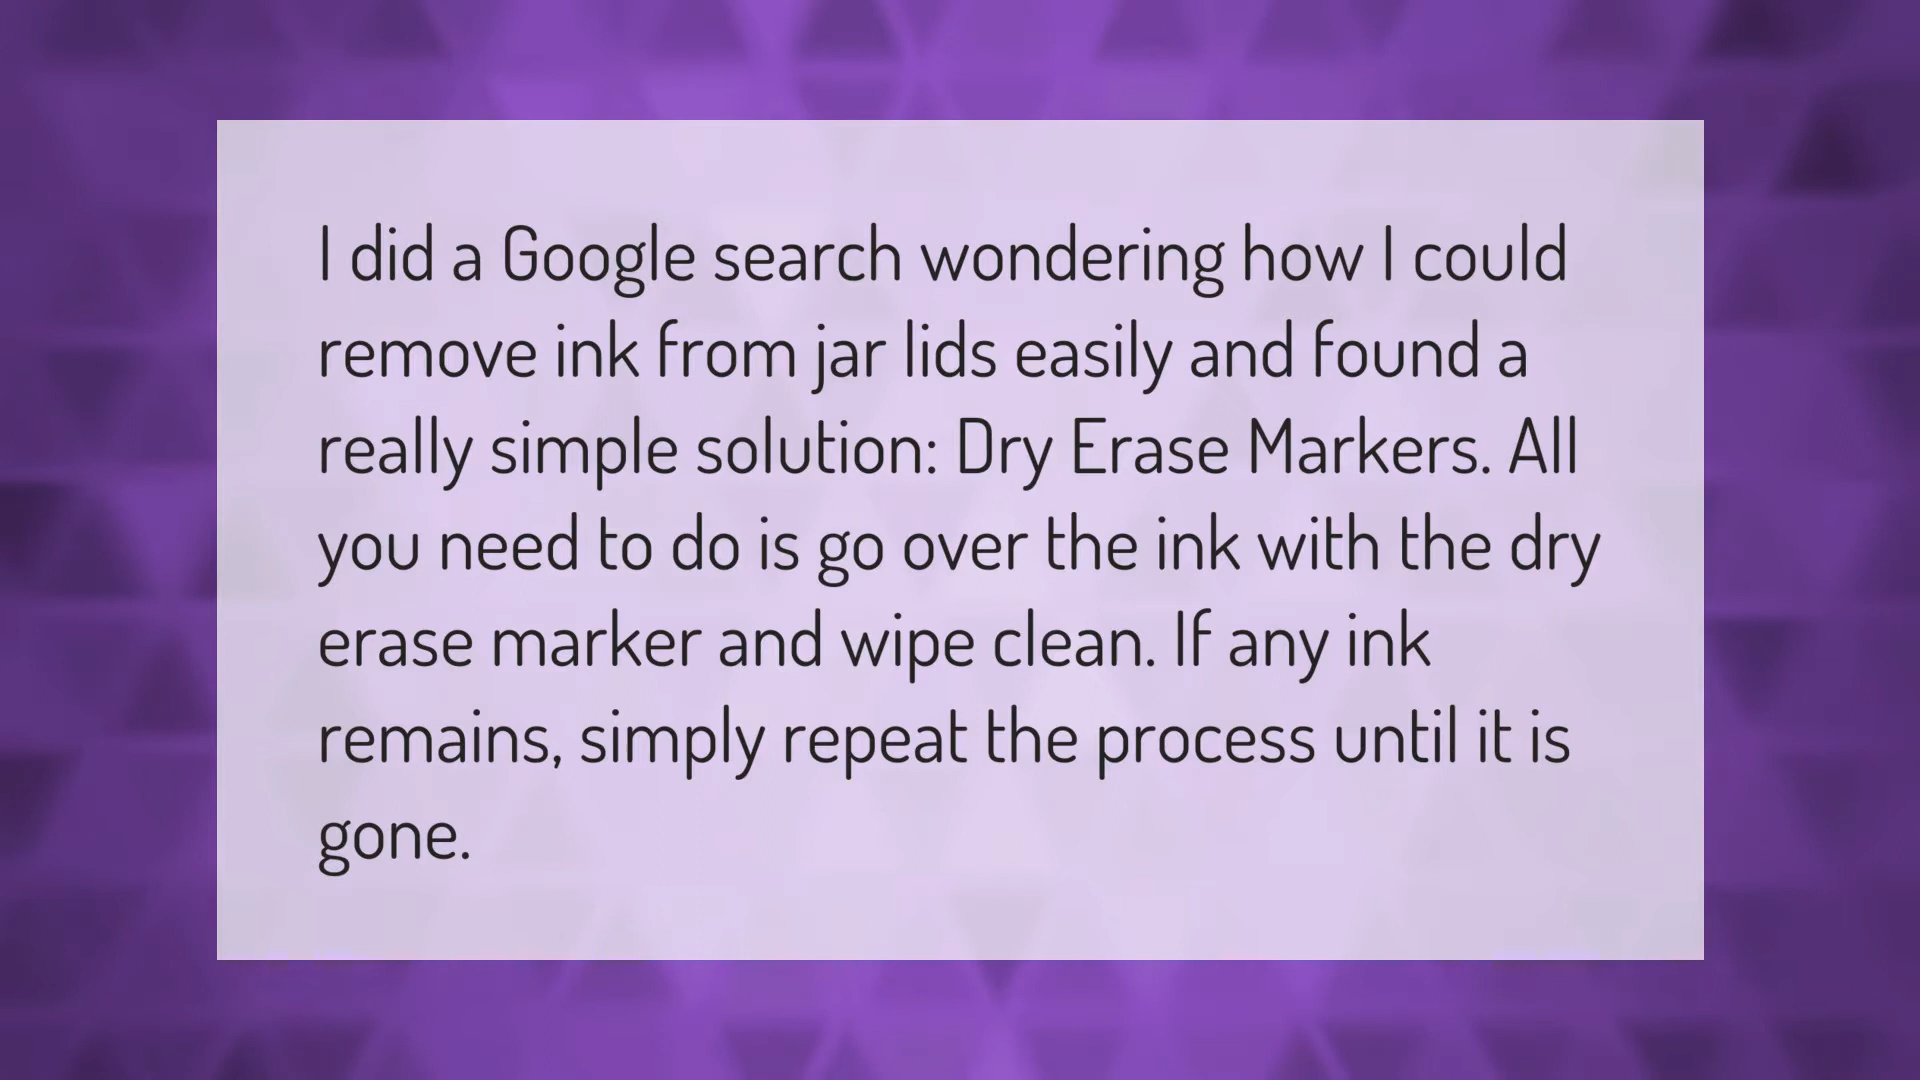 I did a Google search wondering how I could
remove ink from jar lids easily and found a
really simple solution: Dry Erase Markers. All
you need to do is go over the ink with the dry
erase marker and wipe clean. If any ink
remains, simply repeat the process until it is
gone.